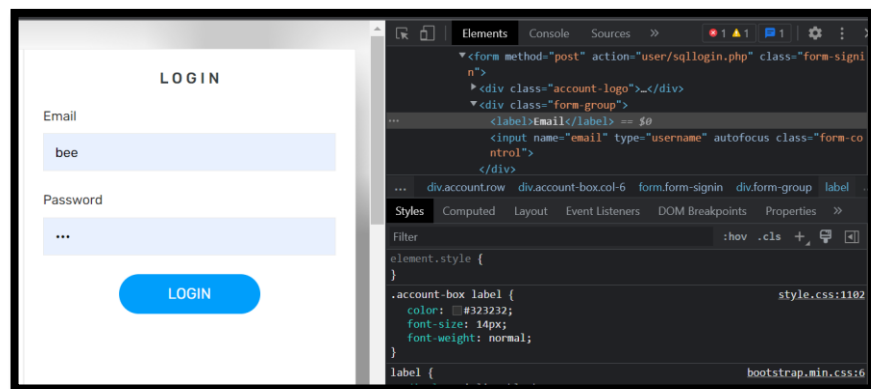 LOGIN
Email
bee
Password
•••
LOGIN
Elements Console Sources » 1 1 1
▼<form method="post" action="user/sqllogin.php" class="form-signi
n">
▶<div class="account-logo">…</div>
▼<div class="form-group">
... <label>Email</label> == $0
<input name="email" type="username" autofocus class="form-co
ntrol">
</div>
... div.account.row div.account-box.col-6 form.form-signin div.form-group label ...
Styles Computed Layout Event Listeners DOM Breakpoints Properties »
Filter :hov .cls +
element.style {
}
.account-box label { style.css:1102
color: #323232;
font-size: 14px;
font-weight: normal;
}
label { bootstrap.min.css:6